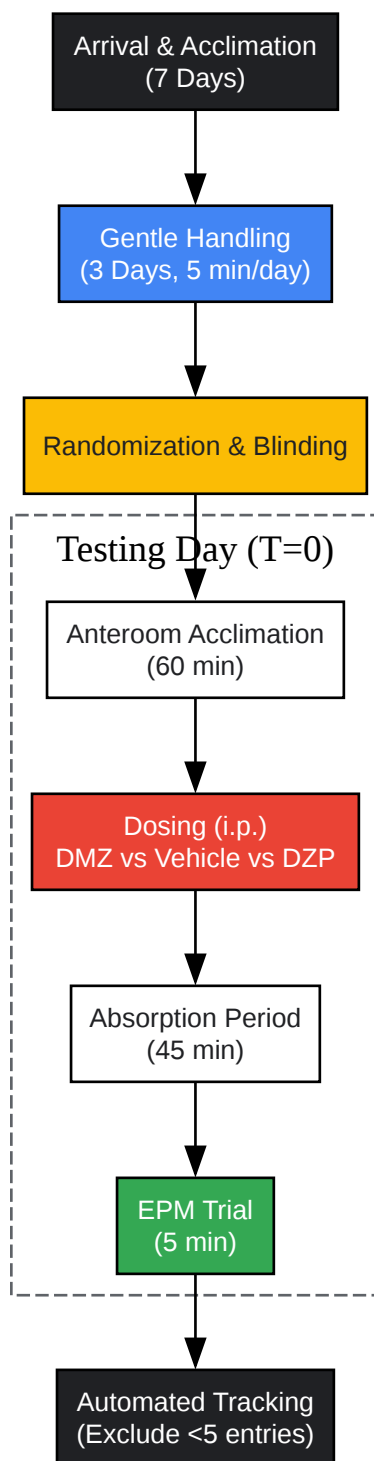 Arrival & Acclimation
(7 Days)
Gentle Handling
(3 Days, 5 min/day)
Randomization & Blinding
Testing Day (T=0)
Anteroom Acclimation
(60 min)
Dosing (i.p.)
DMZ vs Vehicle vs DZP
Absorption Period
(45 min)
EPM Trial
(5 min)
Automated Tracking
(Exclude <5 entries)